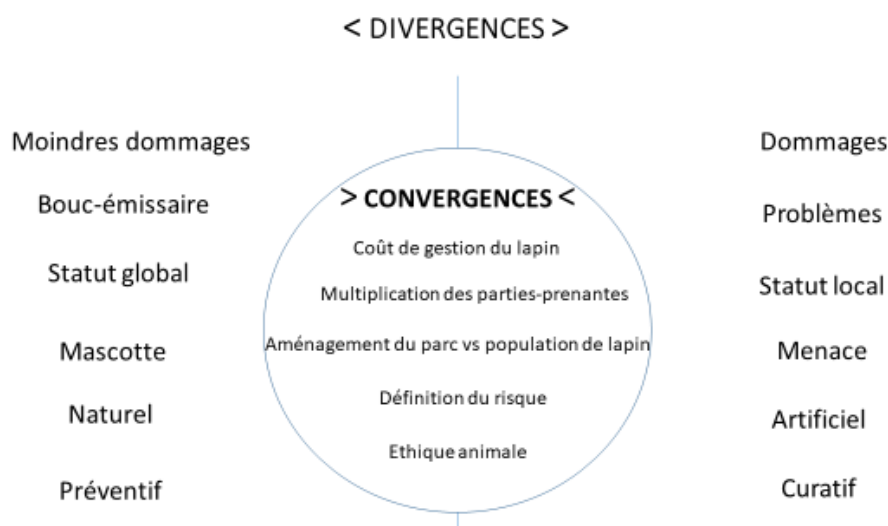 < DIVERGENCES >
Moindres dommages
Dommages
Bouc-émissaire
> CONVERGENCES <
Problèmes
Coût de gestion du lapin
Statut global
Statut local
Multiplication des parties-prenantes
Mascotte
Aménagement du parc vs population de lapin
Menace
Naturel
Définition du risque
Artificiel
Ethique animale
Préventif
Curatif